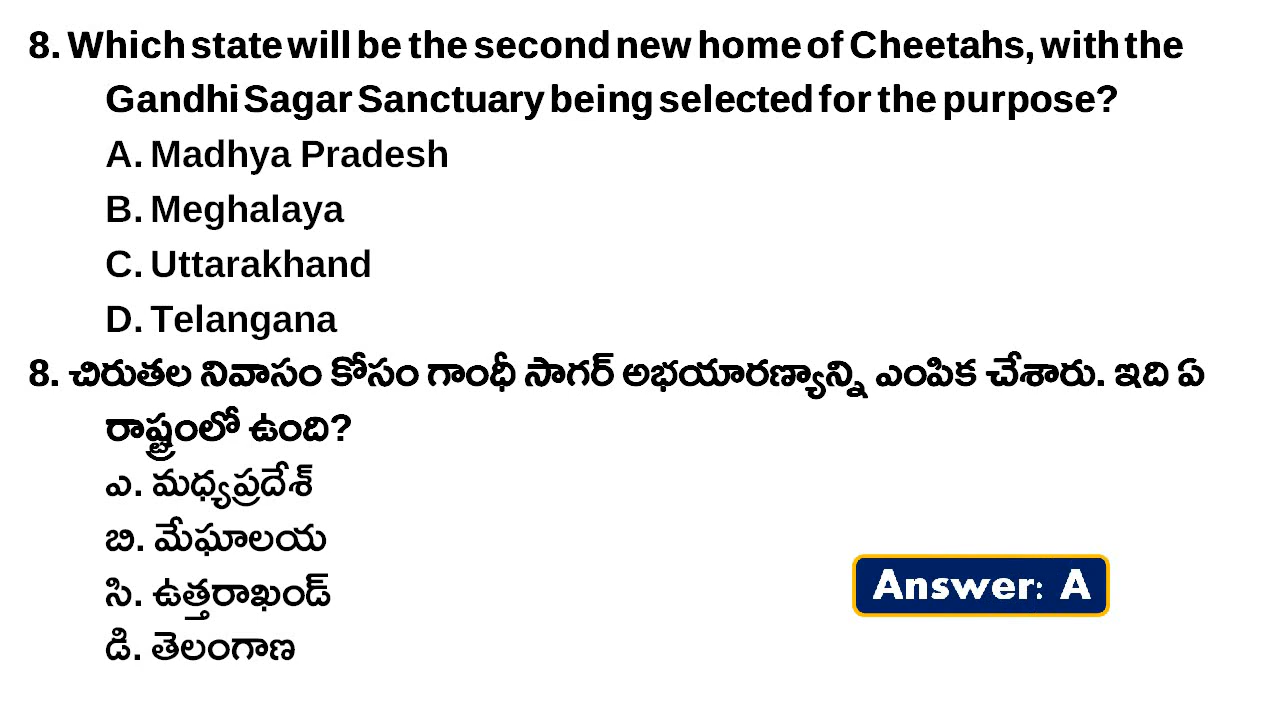 8. Which state will be the second new home of Cheetahs, with the
Gandhi Sagar Sanctuary being selected for the purpose?
A. Madhya Pradesh
B. Meghalaya
C. Uttarakhand
D. Telangana
8. చిరుతల నివాసం కోసం గాంధీ సాగర్ అభయారణ్యాన్ని ఎంపిక చేశారు. ఇది ఏ
రాష్ట్రంలో ఉంది?
ఎ. మధ్యప్రదేశ్
బి. మేఘాలయ
సి. ఉత్తరాఖండ్
డి. తెలంగాణ
Answer: A